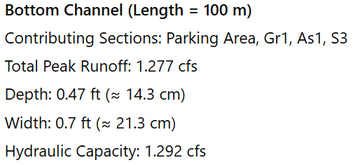 Bottom Channel (Length = 100 m)
Contributing Sections: Parking Area, Gr1, As1, S3
Total Peak Runoff: 1.277 cfs
Depth: 0.47 ft (≈ 14.3 cm)
Width: 0.7 ft (≈ 21.3 cm)
Hydraulic Capacity: 1.292 cfs